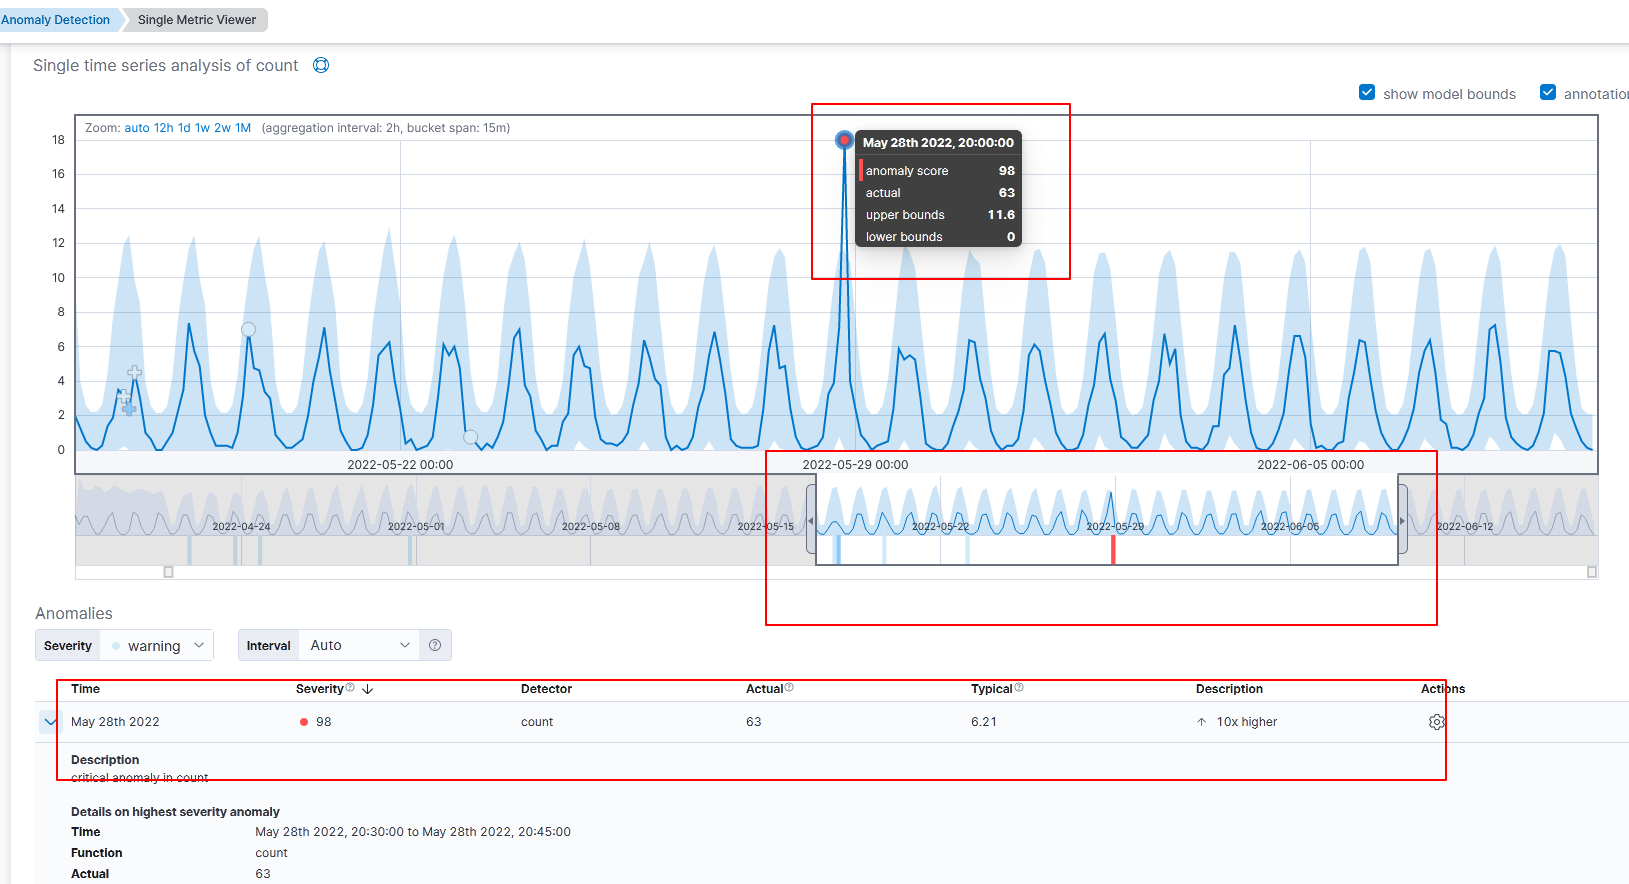 Anomaly Detection Single Metric Viewer
Single time series analysis of count
show model bounds annotation
Zoom: auto 12h 1d 1w 2w 1M (aggregation interval: 2h, bucket span: 15m)
18
16
14
12
10
8
6
4
2
0
May 28th 2022, 20:00:00
anomaly score 98
actual 63
upper bounds 11.6
lower bounds 0
2022-05-22 00:00 2022-05-29 00:00 2022-06-05 00:00
2022-04-24 2022-05-01 2022-05-08 2022-05-15 2022-05-22 2022-05-29 2022-06-05 2022-06-12
Anomalies
Severity warning Interval Auto
Time Severity Detector Actual Typical Description Actions
May 28th 2022 98 count 63 6.21 ↑ 10x higher
Description
critical anomaly in count
Details on highest severity anomaly
Time May 28th 2022, 20:30:00 to May 28th 2022, 20:45:00
Function count
Actual 63